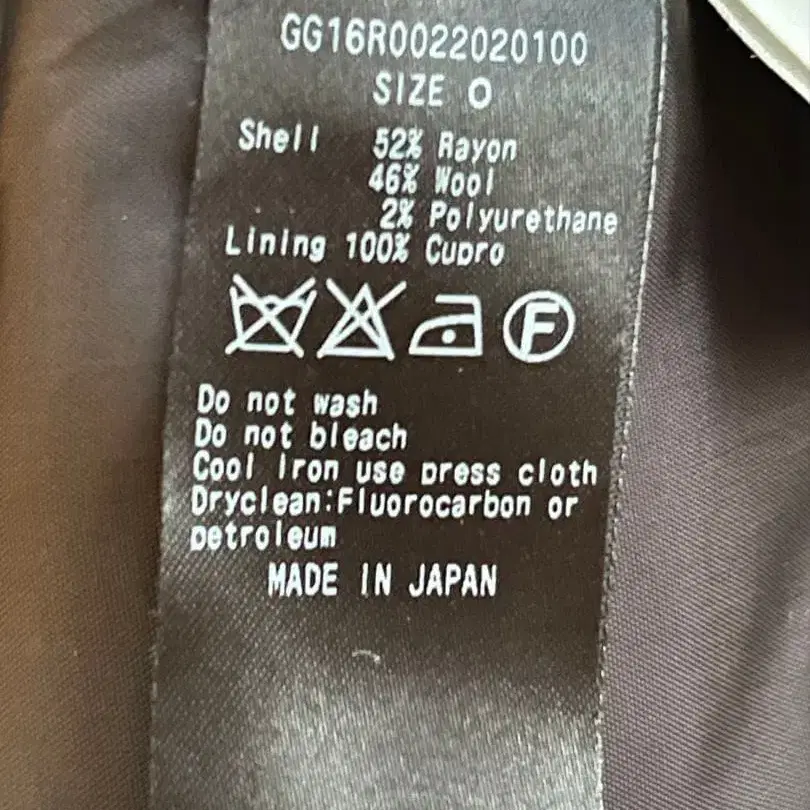 GG16R0022020100
SIZE 0
Shell 52% Rayon
46% Wool
2% Polyurethane
Lining 100% Cupro
F
Do not wash
Do not bleach
Cool Iron use press cloth
Dryclean:Fluorocarbon or
petroleum
MADE IN JAPAN